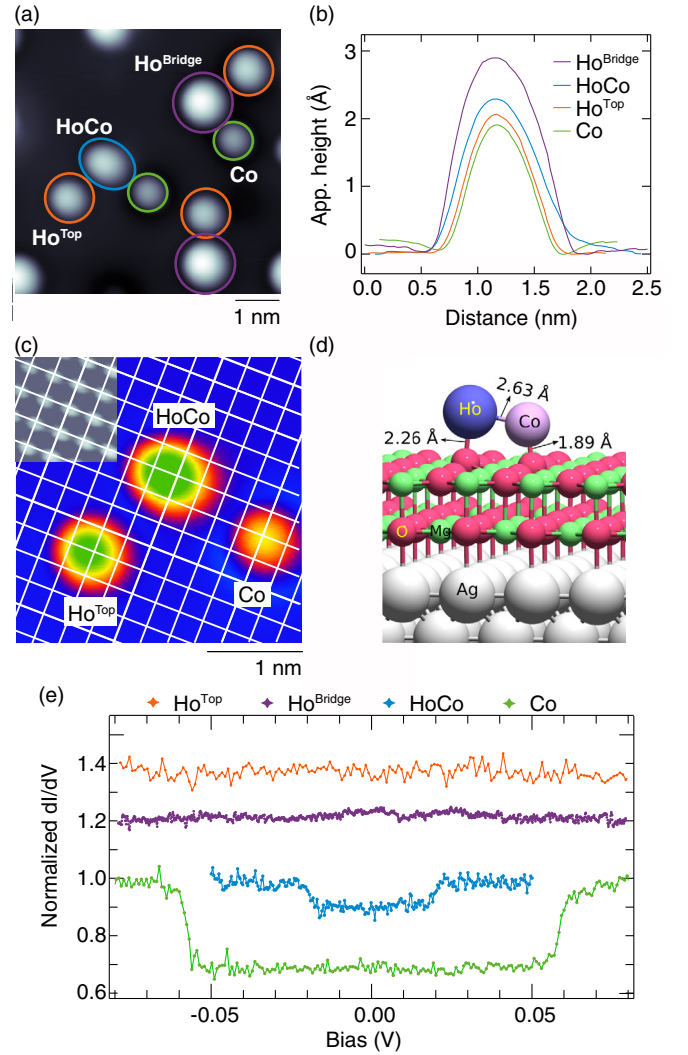 (a)
Ho^Bridge
HoCo
Co
Ho^Top
1 nm
(b)
App. height (Å)
3
2
1
0
Ho^Bridge
HoCo
Ho^Top
Co
0.0 0.5 1.0 1.5 2.0 2.5
Distance (nm)
(c)
HoCo
Co
Ho^Top
1 nm
(d)
2.63 Å
Ho
Co
2.26 Å
1.89 Å
O
Mg
Ag
(e)
Ho^Top Ho^Bridge HoCo Co
Normalized dI/dV
1.4
1.2
1.0
0.8
0.6
-0.05 0.00 0.05
Bias (V)